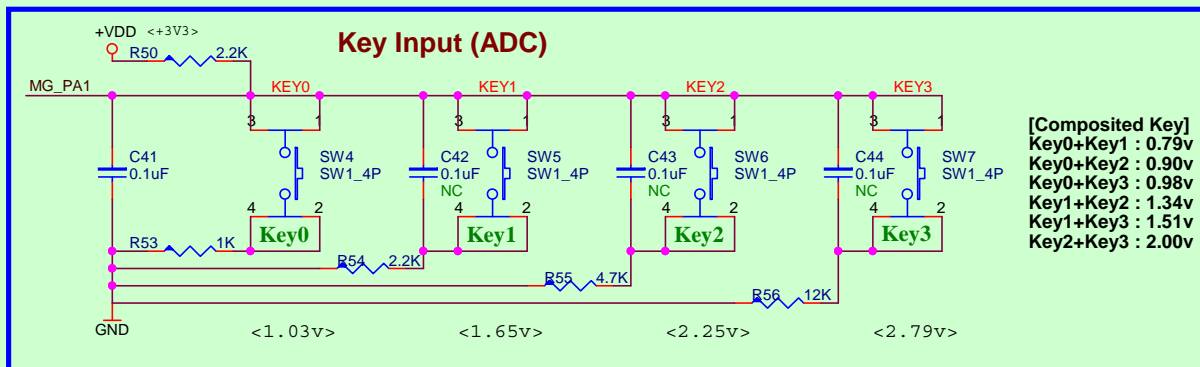 Key Input (ADC)
+VDD <+3V3>
R50 2.2K
MG_PA1
KEY0 KEY1 KEY2 KEY3
3 1 3 1 3 1 3 1
C41 0.1uF
SW4 SW1_4P
C42 0.1uF NC
SW5 SW1_4P
C43 0.1uF NC
SW6 SW1_4P
C44 0.1uF NC
SW7 SW1_4P
4 2 4 2 4 2 4 2
Key0 Key1 Key2 Key3
R53 1K
R54 2.2K
R55 4.7K
R56 12K
GND
<1.03v> <1.65v> <2.25v> <2.79v>
[Composited Key]
Key0+Key1 : 0.79v
Key0+Key2 : 0.90v
Key0+Key3 : 0.98v
Key1+Key2 : 1.34v
Key1+Key3 : 1.51v
Key2+Key3 : 2.00v